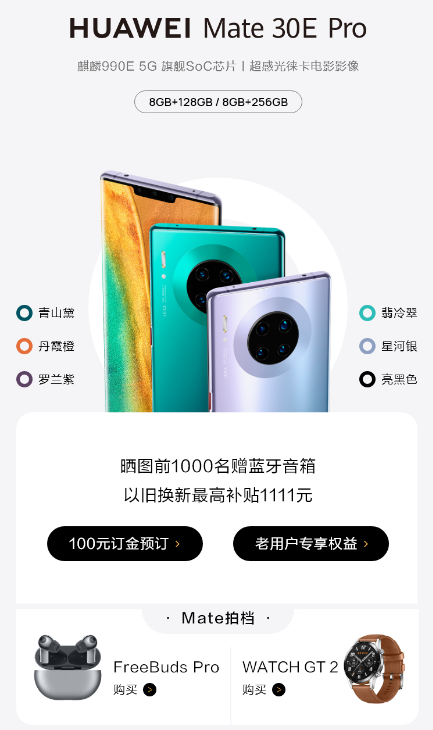 HUAWEI Mate 30E Pro
麒麟990E 5G 旗舰SoC芯片 | 超感光徕卡电影影像
8GB+128GB / 8GB+256GB
青山黛
翡冷翠
丹霞橙
星河银
罗兰紫
亮黑色
晒图前1000名赠蓝牙音箱
以旧换新最高补贴1111元
100元订金预订 >
老用户专享权益 >
· Mate拍档 ·
FreeBuds Pro
购买 >
WATCH GT 2
购买 >